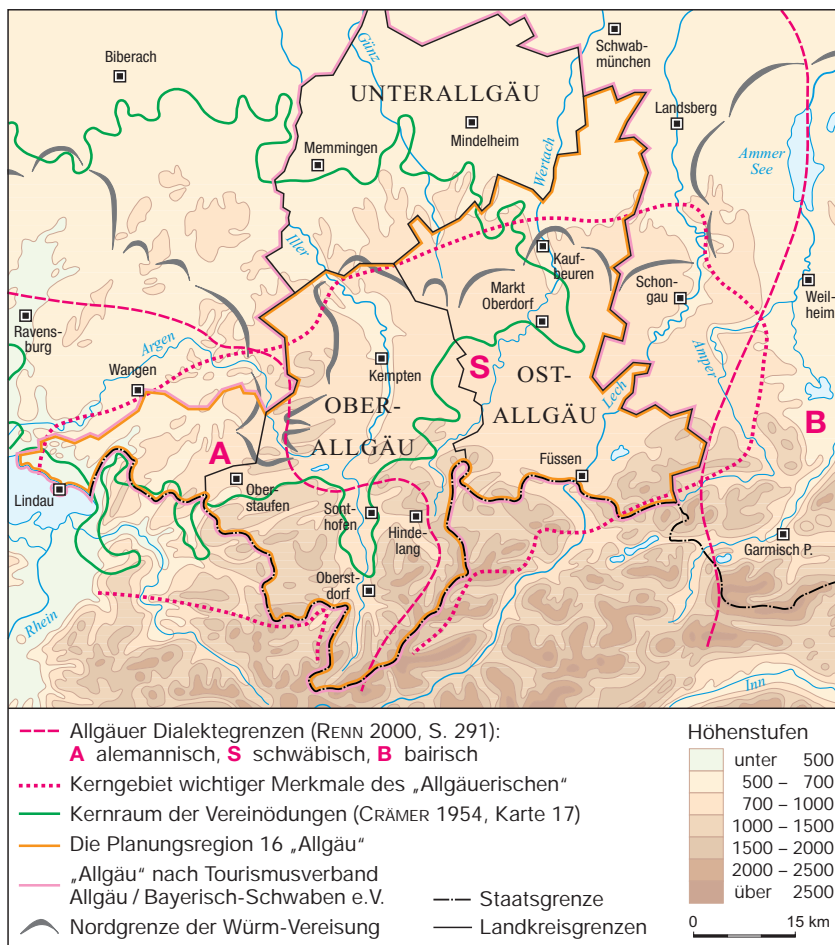 Biberach
Günz
Schwab-
münchen
UNTERALLGÄU
Landsberg
Memmingen
Mindelheim
Wertach
Ammer
See
Iller
Kauf-
beuren
Markt
Oberdorf
Schon-
gau
Weil-
heim
Ravens-
burg
Argen
Wangen
Kempten
S
OST-
ALLGÄU
Amper
Lech
OBER-
ALLGÄU
A
B
Lindau
Ober-
staufen
Füssen
Sont-
hofen
Hinde-
lang
Garmisch P.
Oberst-
dorf
Rhein
Inn
Allgäuer Dialektegrenzen (RENN 2000, S. 291):
A alemannisch, S schwäbisch, B bairisch
Kerngebiet wichtiger Merkmale des „Allgäuerischen“
Kernraum der Vereinödungen (CRÄMER 1954, Karte 17)
Die Planungsregion 16 „Allgäu“
„Allgäu“ nach Tourismusverband
Allgäu / Bayerisch-Schwaben e.V.
Nordgrenze der Würm-Vereisung
Staatsgrenze
Landkreisgrenzen
Höhenstufen
unter 500
500 – 700
700 – 1000
1000 – 1500
1500 – 2000
2000 – 2500
über 2500
0 15 km